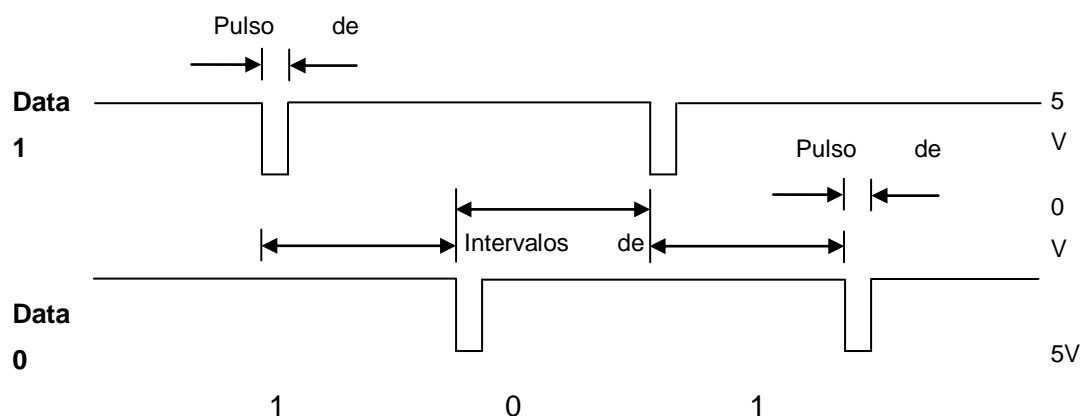 Pulso de
Data 5
1 V
Pulso de
0
Intervalos de V
Data
0 5V
1 0 1